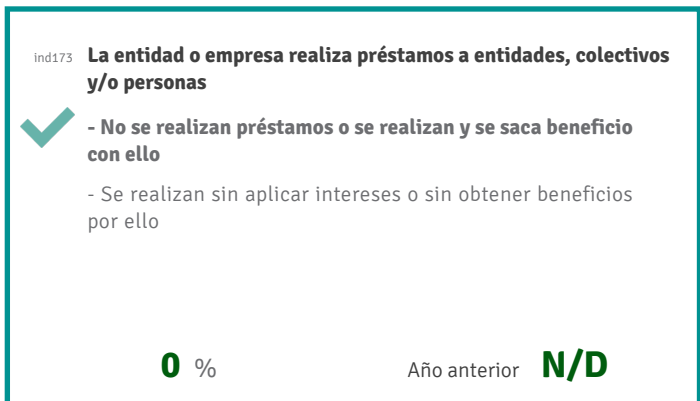 ind173 La entidad o empresa realiza préstamos a entidades, colectivos
y/o personas
- No se realizan préstamos o se realizan y se saca beneficio
con ello
- Se realizan sin aplicar intereses o sin obtener beneficios
por ello
0 % Año anterior N/D